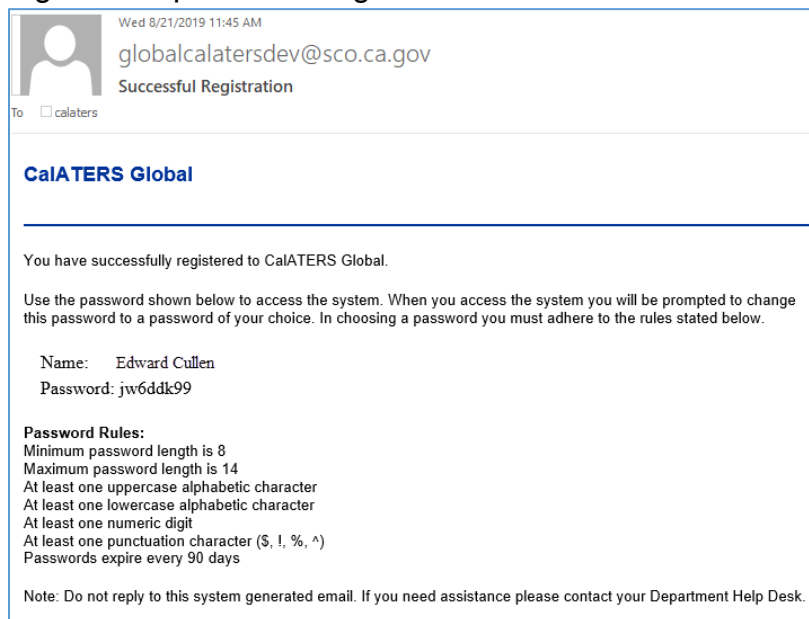 Wed 8/21/2019 11:45 AM
globalcalatersdev@sco.ca.gov
Successful Registration
To calaters
CalATERS Global
You have successfully registered to CalATERS Global.
Use the password shown below to access the system. When you access the system you will be prompted to change
this password to a password of your choice. In choosing a password you must adhere to the rules stated below.
Name: Edward Cullen
Password: jw6ddk99
Password Rules:
Minimum password length is 8
Maximum password length is 14
At least one uppercase alphabetic character
At least one lowercase alphabetic character
At least one numeric digit
At least one punctuation character ($, !, %, ^)
Passwords expire every 90 days
Note: Do not reply to this system generated email. If you need assistance please contact your Department Help Desk.